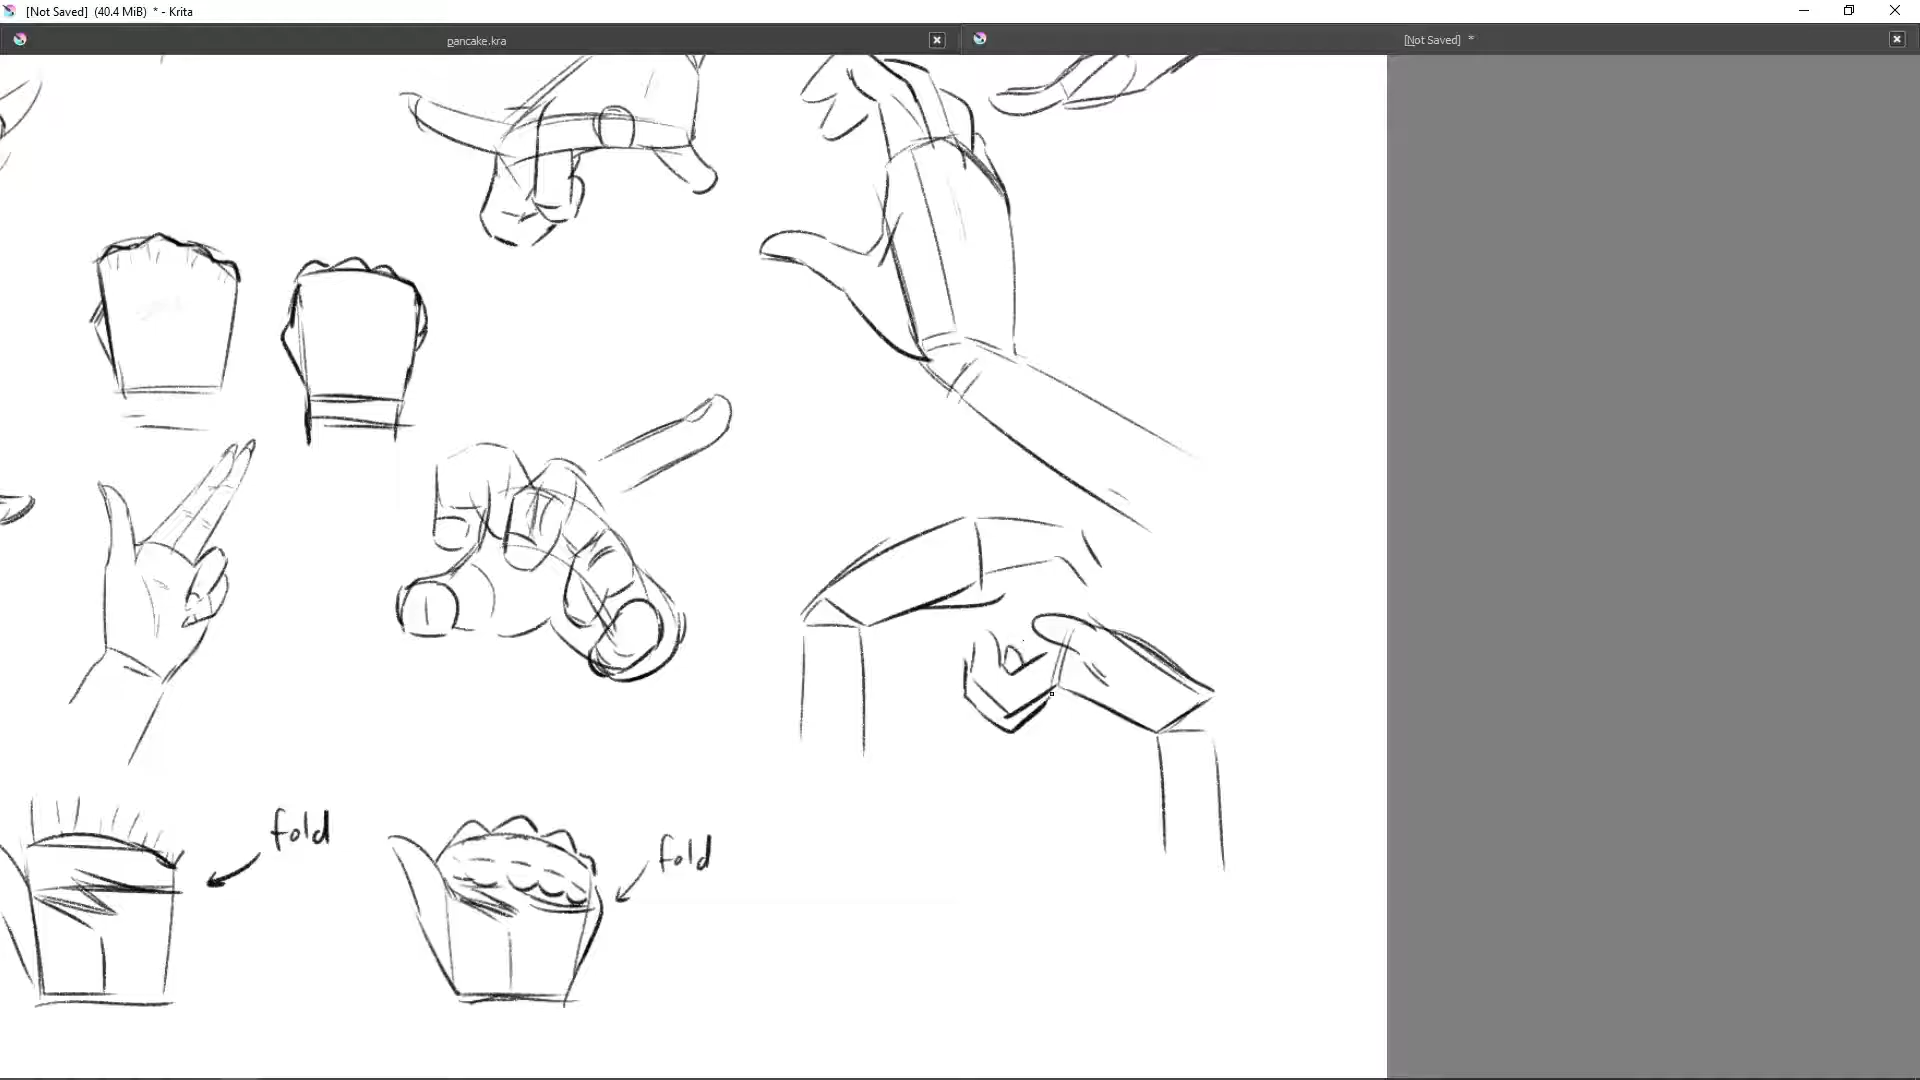 [Not Saved]  (40.4 MiB)  * - Krita
pancake.kra
[Not Saved]  *
fold
fold